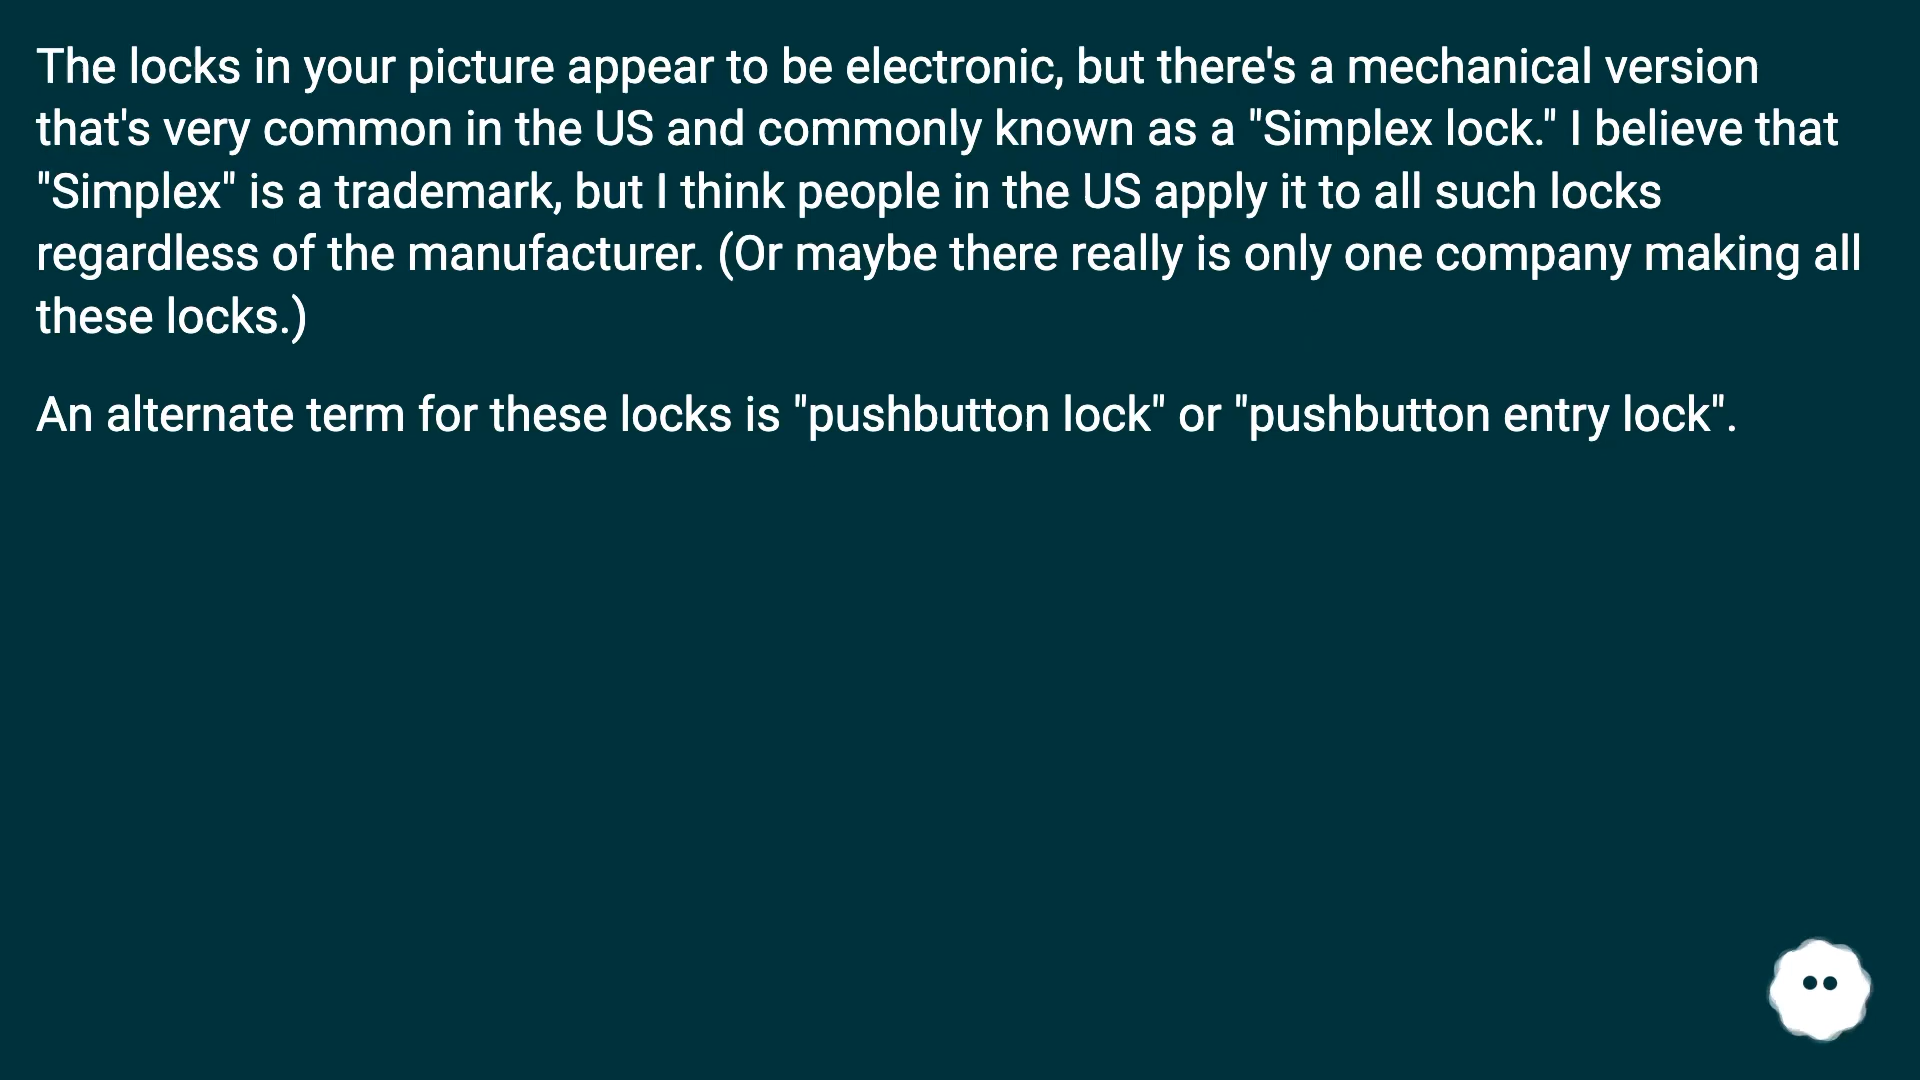 The locks in your picture appear to be electronic, but there's a mechanical version
that's very common in the US and commonly known as a "Simplex lock." I believe that
"Simplex" is a trademark, but I think people in the US apply it to all such locks
regardless of the manufacturer. (Or maybe there really is only one company making all
these locks.)
An alternate term for these locks is "pushbutton lock" or "pushbutton entry lock".